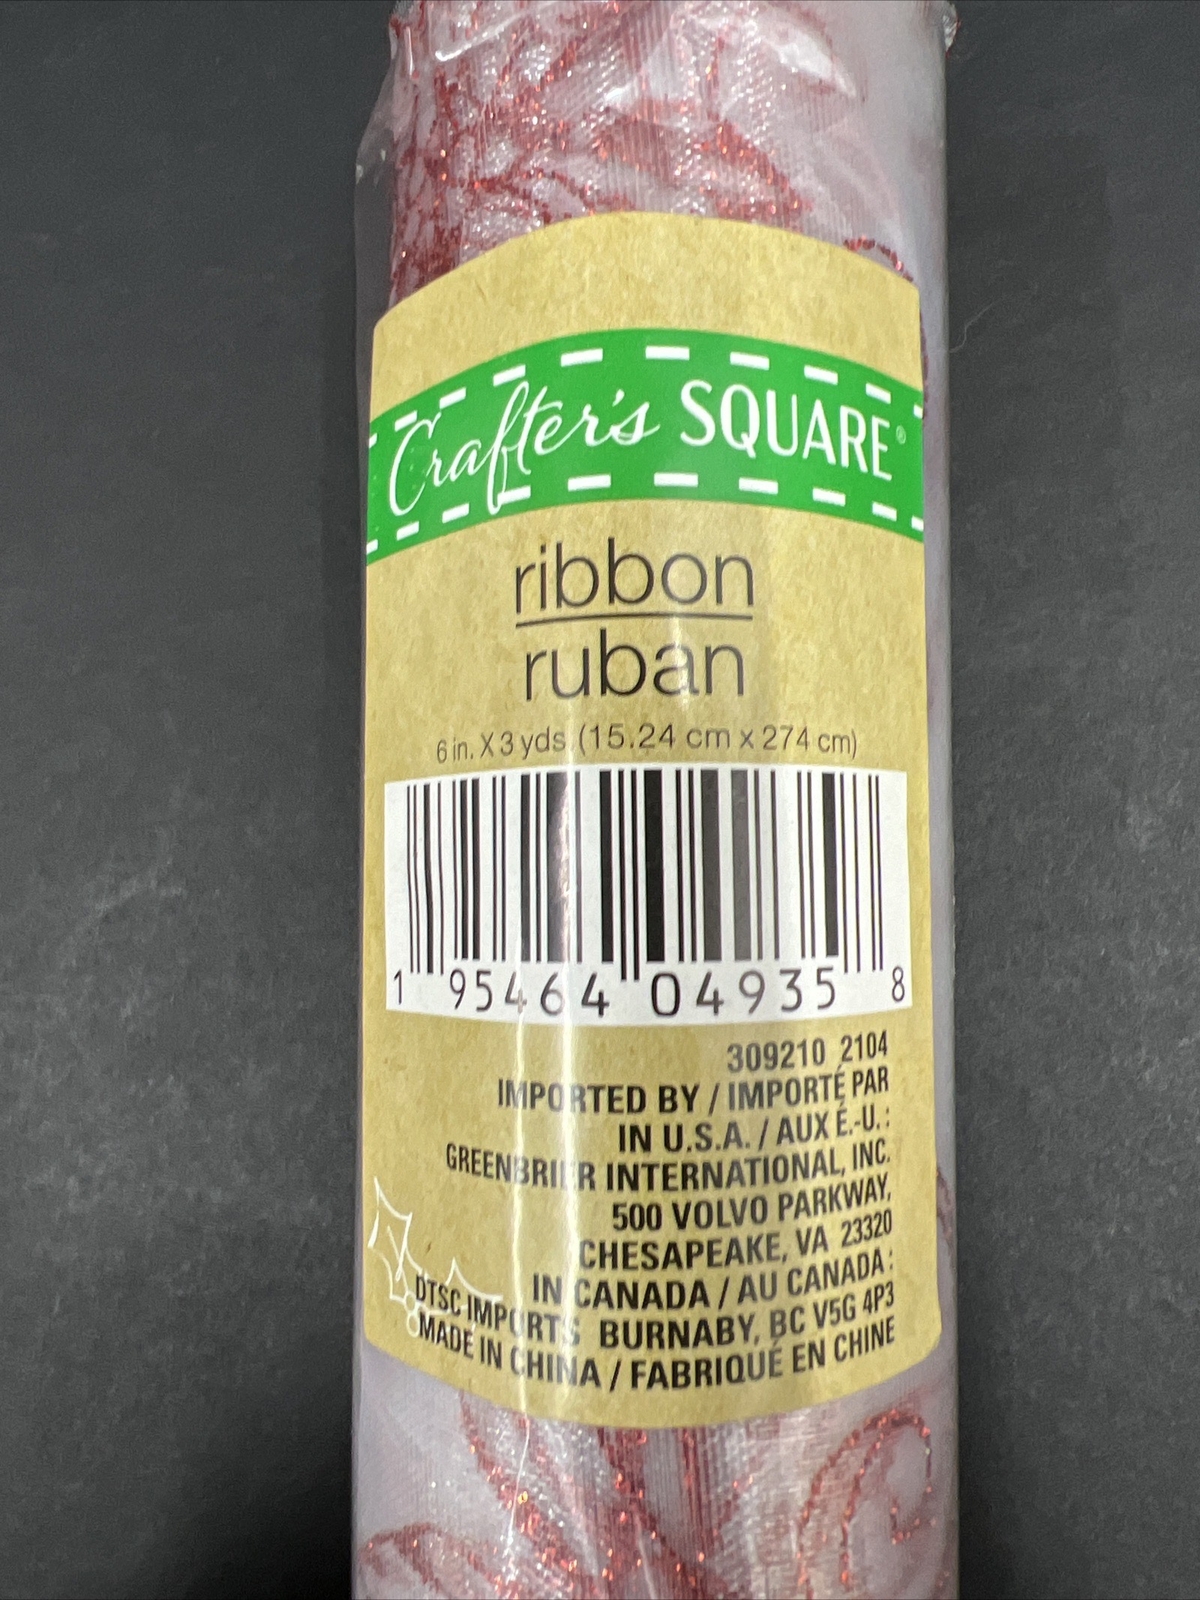 Crafter's SQUARE®
ribbon
ruban
6 in. X 3 yds (15.24 cm x 274 cm)
1 95464 04935 8
309210 2104
IMPORTED BY / IMPORTÉ PAR
IN U.S.A. / AUX É.-U. :
GREENBRIER INTERNATIONAL, INC.
500 VOLVO PARKWAY,
CHESAPEAKE, VA 23320
IN CANADA / AU CANADA :
DTSC IMPORTS BURNABY, BC V5G 4P3
MADE IN CHINA / FABRIQUÉ EN CHINE